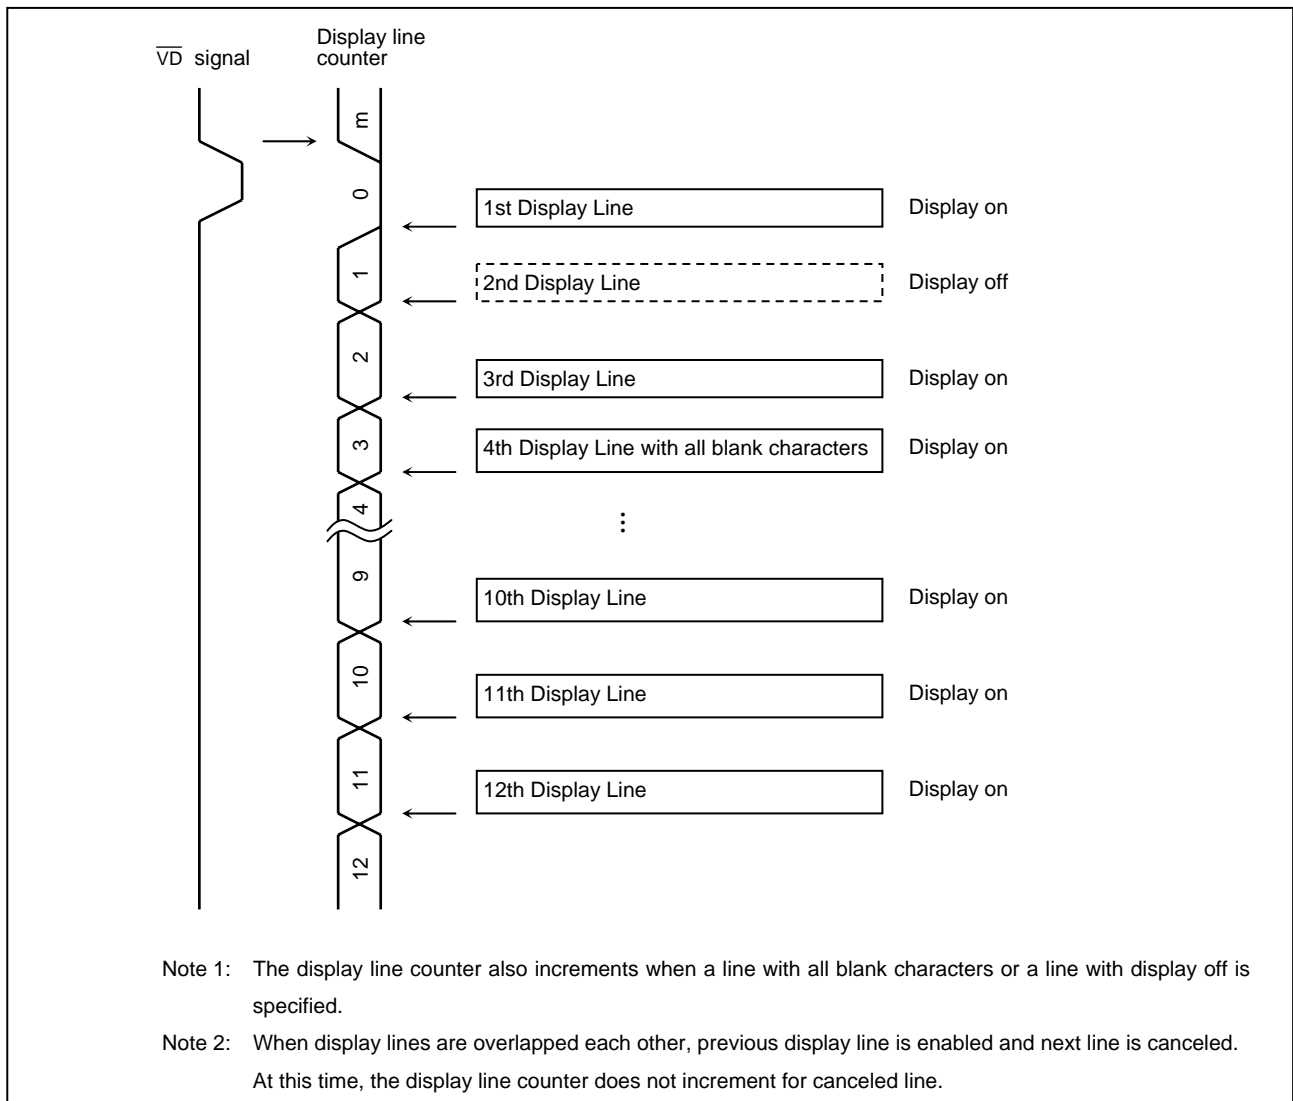 VD signal
Display line
counter
m
0
1st Display Line Display on
1
2nd Display Line Display off
2
3rd Display Line Display on
3
4th Display Line with all blank characters Display on
4
⋮
9
10th Display Line Display on
10
11th Display Line Display on
11
12th Display Line Display on
12
Note 1: The display line counter also increments when a line with all blank characters or a line with display off is
specified.
Note 2: When display lines are overlapped each other, previous display line is enabled and next line is canceled.
At this time, the display line counter does not increment for canceled line.